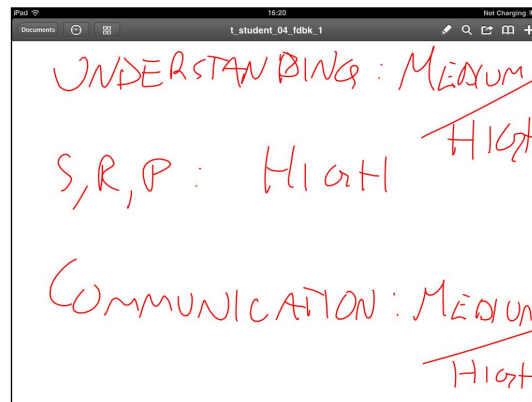 iPad 16:20 Not Charging
Documents t_student_04_fdbk_1
UNDERSTANDING: MEDIUM
HIGH
S, R, P: HIGH
COMMUNICATION: MEDIUM
HIGH